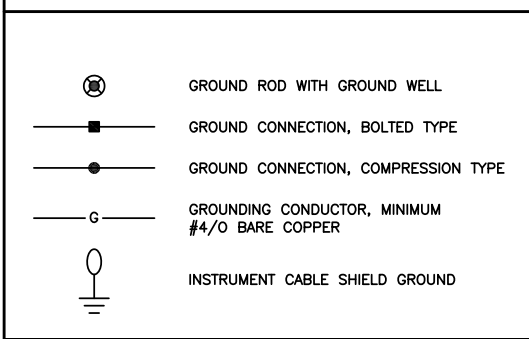 GROUND ROD WITH GROUND WELL
GROUND CONNECTION, BOLTED TYPE
GROUND CONNECTION, COMPRESSION TYPE
G
GROUNDING CONDUCTOR, MINIMUM
#4/0 BARE COPPER
INSTRUMENT CABLE SHIELD GROUND